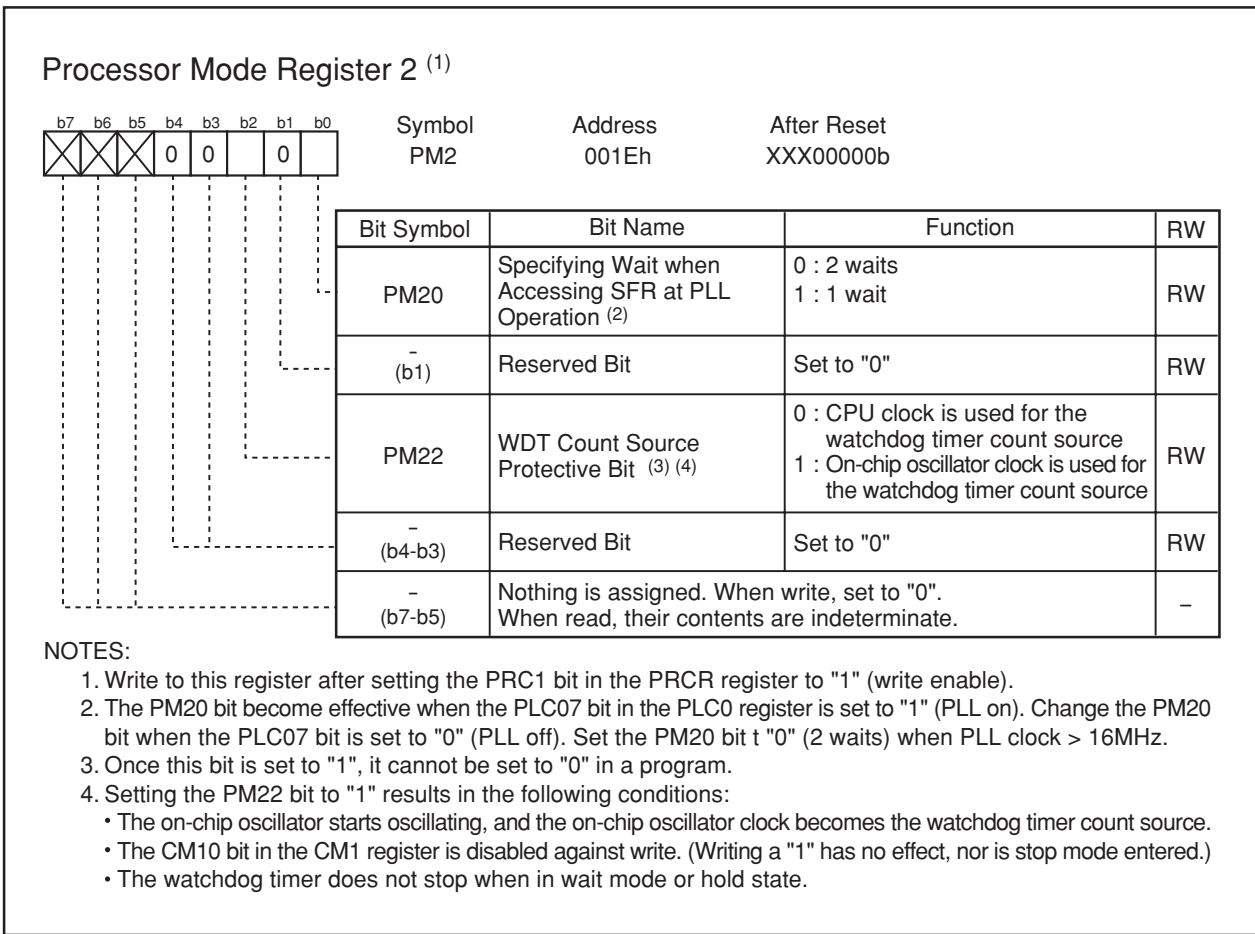 Processor Mode Register 2 (1)
b7 b6 b5 b4 b3 b2 b1 b0
0 0 0
Symbol Address After Reset
PM2 001Eh XXX00000b
Bit Symbol Bit Name Function RW
PM20
Specifying Wait when
Accessing SFR at PLL
Operation (2)
0 : 2 waits
1 : 1 wait
RW
–
(b1)
Reserved Bit
Set to "0"
RW
PM22
WDT Count Source
Protective Bit (3) (4)
0 : CPU clock is used for the
watchdog timer count source
1 : On-chip oscillator clock is used for
the watchdog timer count source
RW
–
(b4-b3)
Reserved Bit
Set to "0"
RW
–
(b7-b5)
Nothing is assigned. When write, set to "0".
When read, their contents are indeterminate.
–
NOTES:
1. Write to this register after setting the PRC1 bit in the PRCR register to "1" (write enable).
2. The PM20 bit become effective when the PLC07 bit in the PLC0 register is set to "1" (PLL on). Change the PM20
bit when the PLC07 bit is set to "0" (PLL off). Set the PM20 bit t "0" (2 waits) when PLL clock > 16MHz.
3. Once this bit is set to "1", it cannot be set to "0" in a program.
4. Setting the PM22 bit to "1" results in the following conditions:
• The on-chip oscillator starts oscillating, and the on-chip oscillator clock becomes the watchdog timer count source.
• The CM10 bit in the CM1 register is disabled against write. (Writing a "1" has no effect, nor is stop mode entered.)
• The watchdog timer does not stop when in wait mode or hold state.